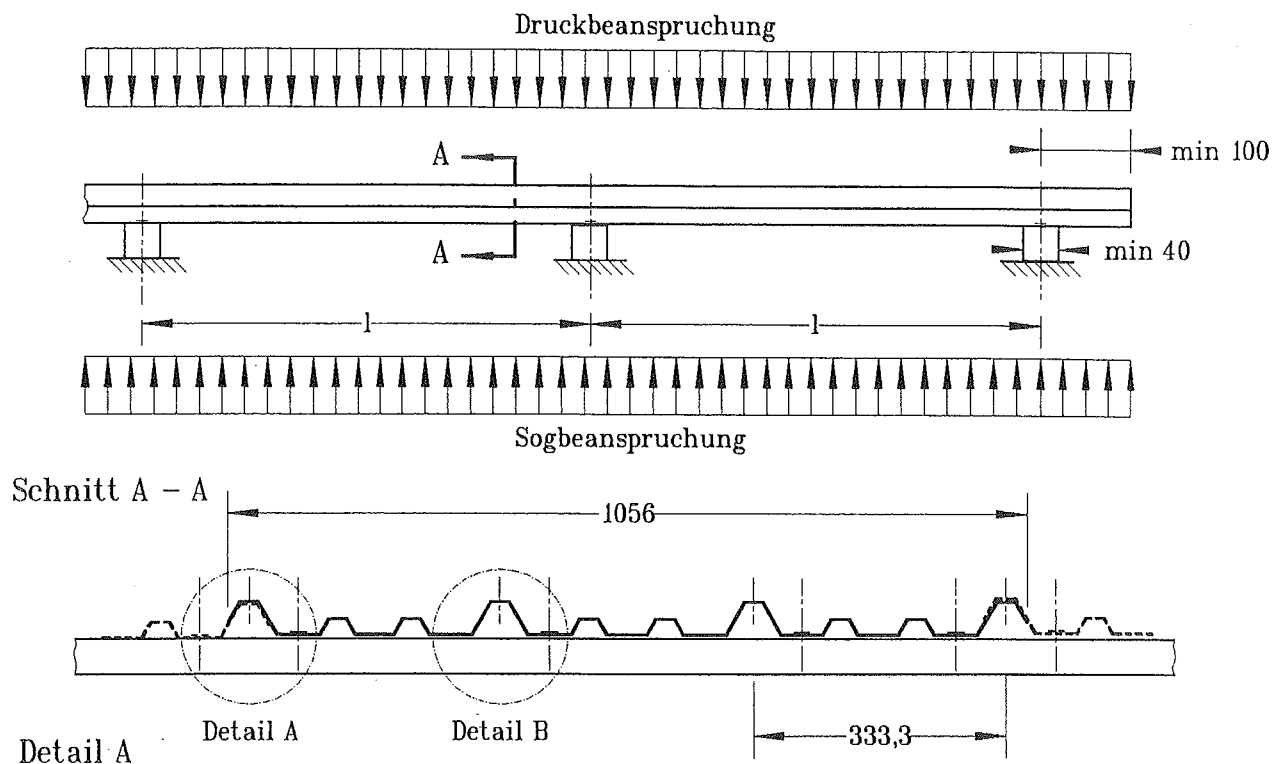 Druckbeanspruchung
A
min 100
A
min 40
l
l
Sogbeanspruchung
Schnitt A – A
1056
Detail A
Detail B
333,3
Detail A